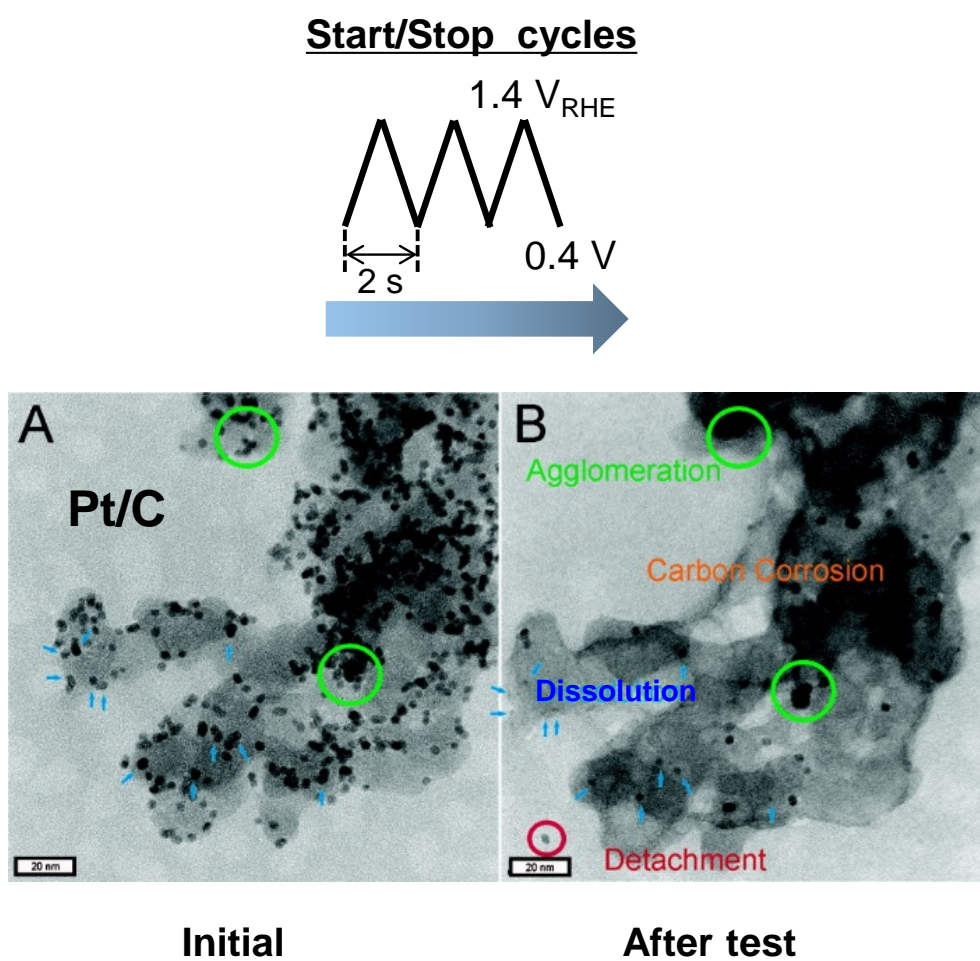 Start/Stop cycles
1.4 VRHE
0.4 V
2 s
A
B
Agglomeration
Pt/C
Carbon Corrosion
Dissolution
Detachment
20 nm
20 nm
Initial
After test